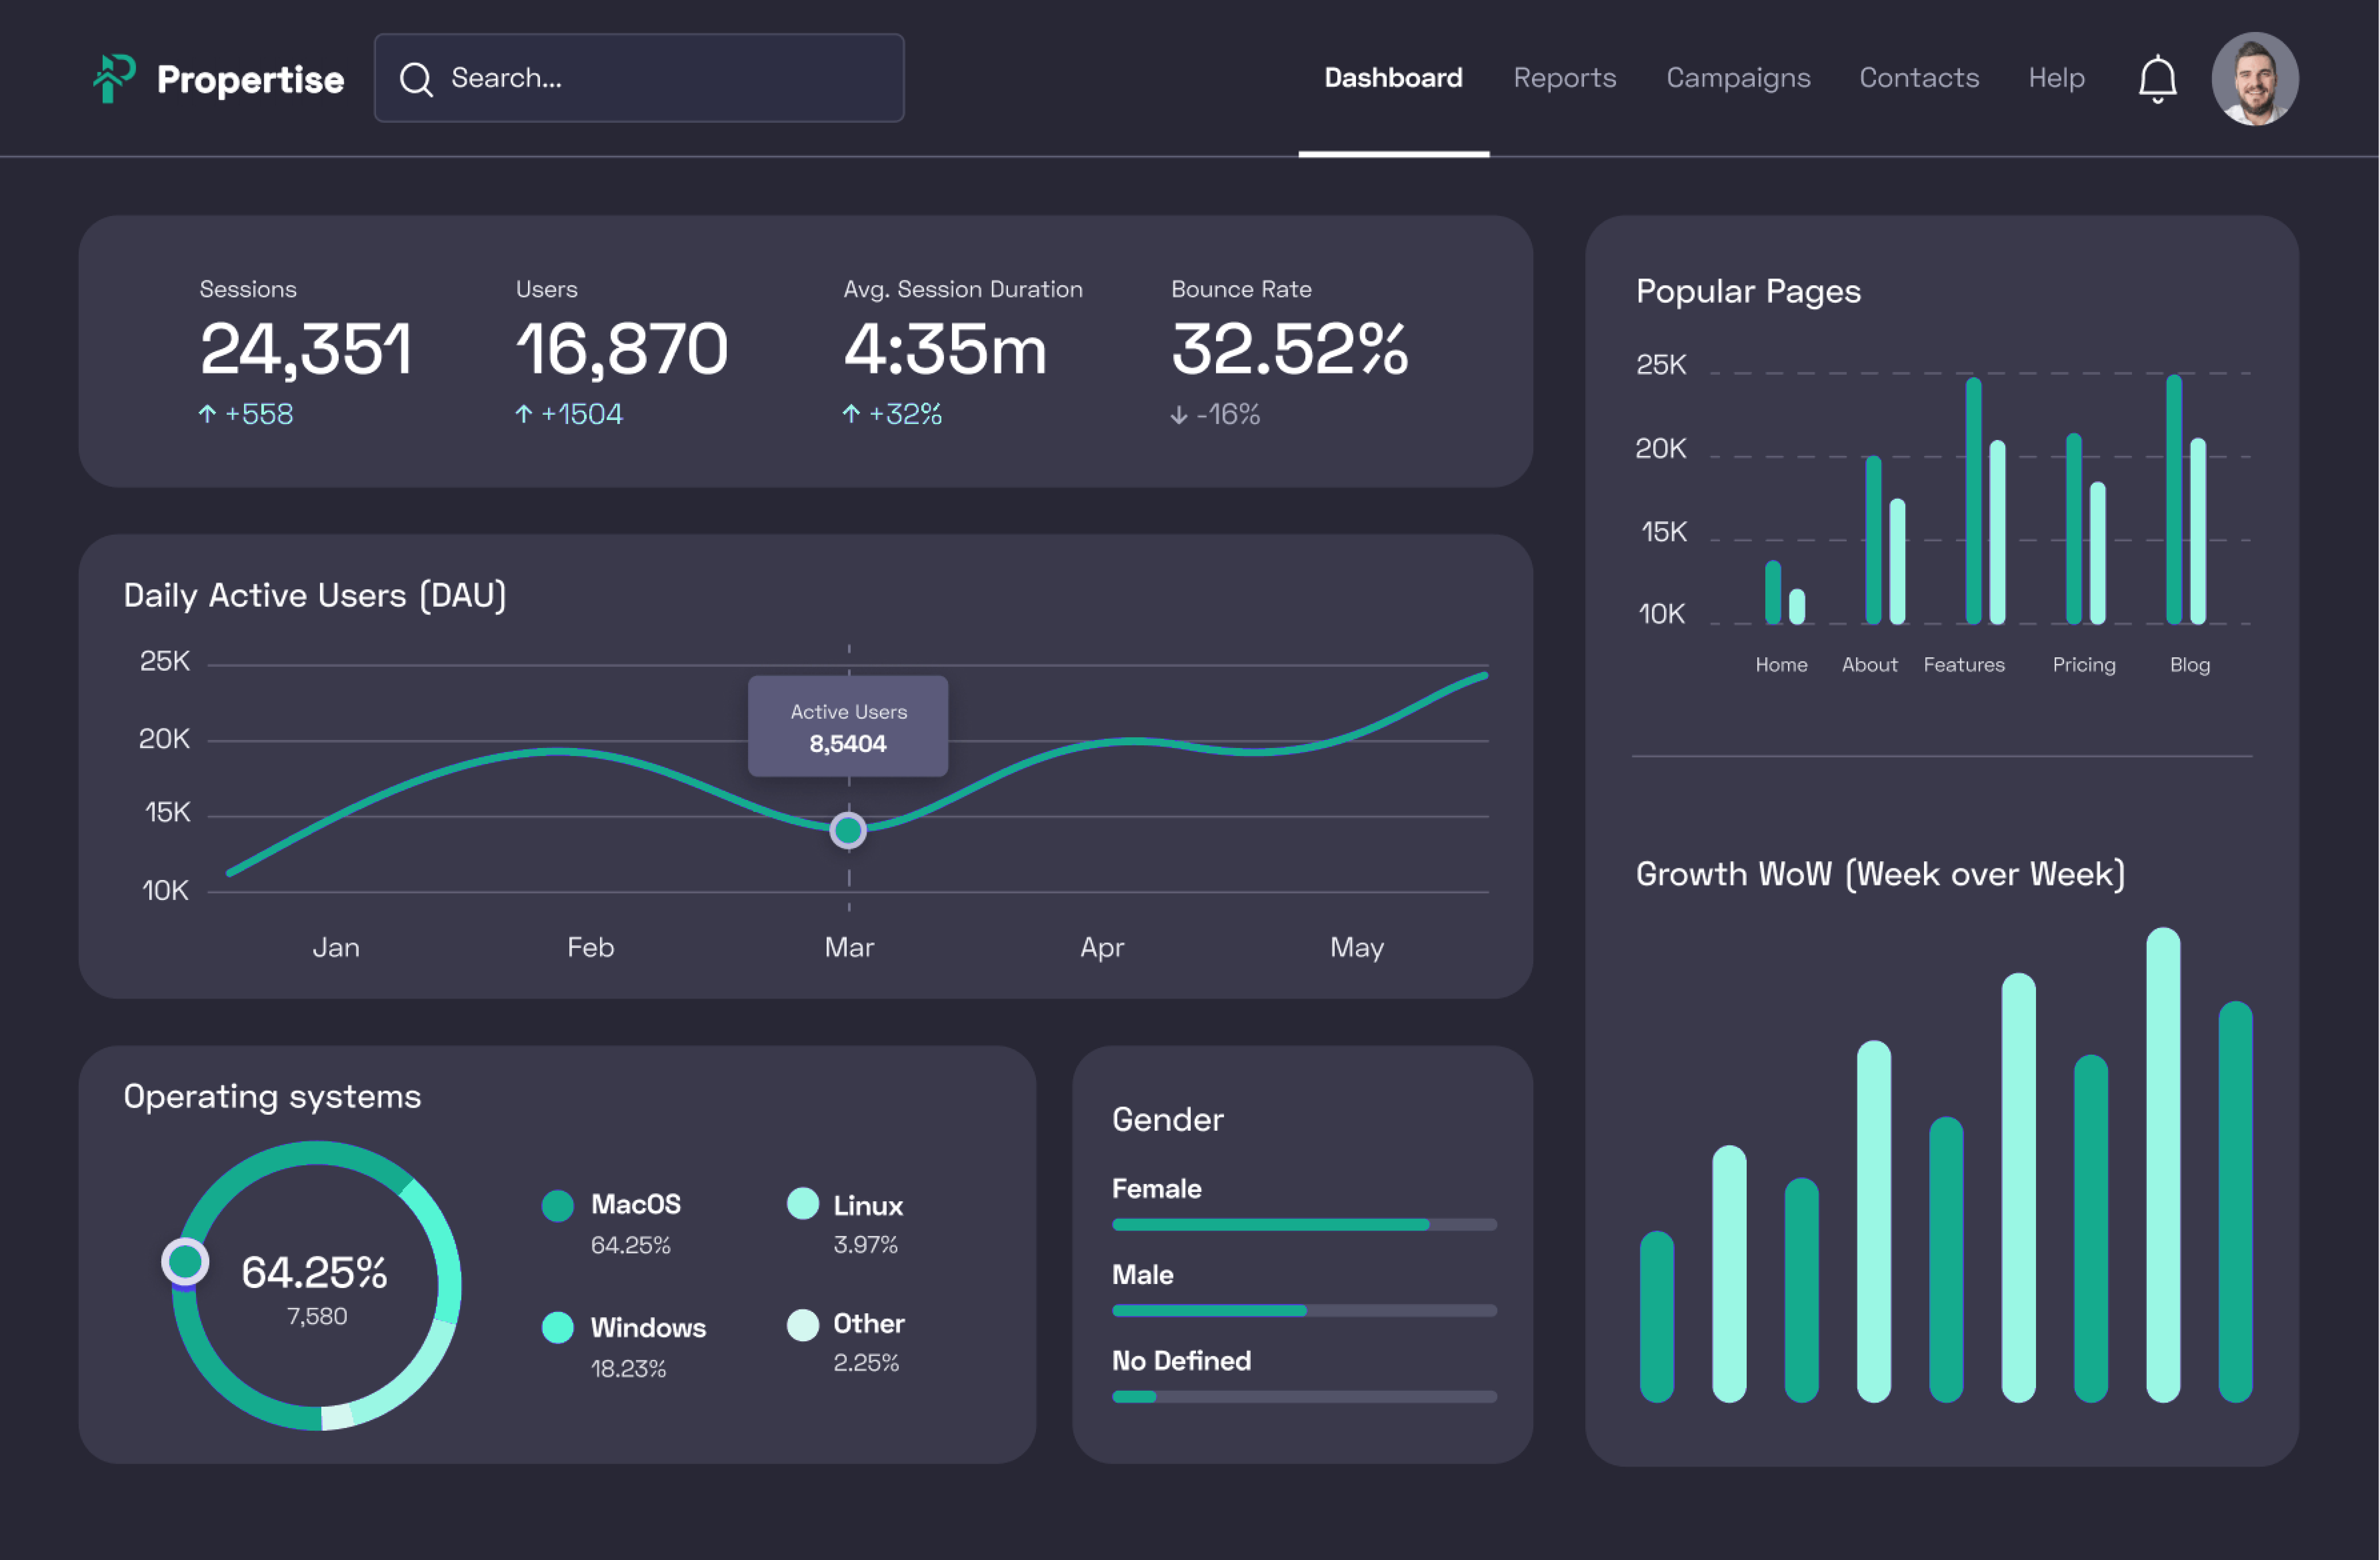 Propertise
Search...
Dashboard
Reports
Campaigns
Contacts
Help
Sessions
24,351
↑ +558
Users
16,870
↑ +1504
Avg. Session Duration
4:35m
↑ +32%
Bounce Rate
32.52%
↓ -16%
Daily Active Users (DAU)
25K
20K
15K
10K
Active Users
8,5404
Jan
Feb
Mar
Apr
May
Operating systems
64.25%
7,580
MacOS
64.25%
Linux
3.97%
Windows
18.23%
Other
2.25%
Gender
Female
Male
No Defined
Popular Pages
25K
20K
15K
10K
Home
About
Features
Pricing
Blog
Growth WoW (Week over Week)